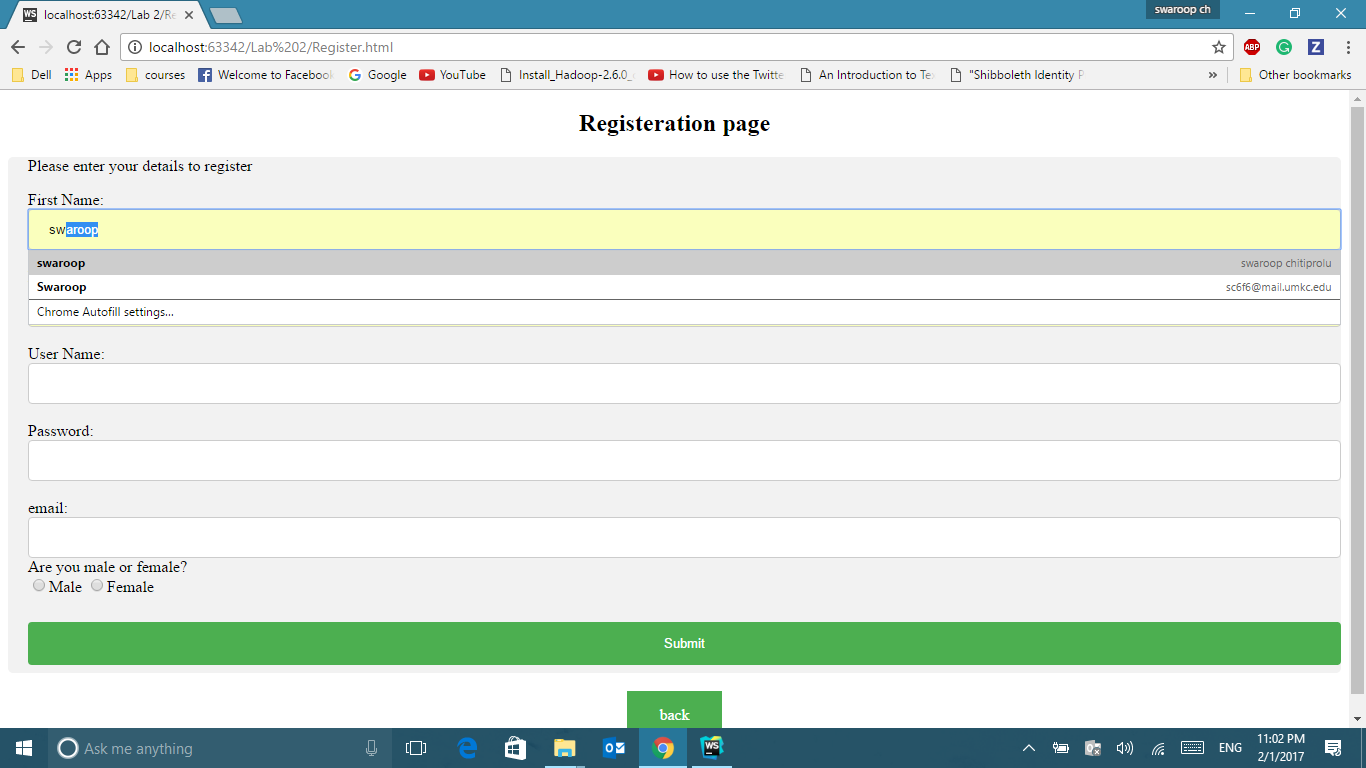 swaroop ch
WS localhost:63342/Lab 2/Re
localhost:63342/Lab%202/Register.html
ABP G Z
Dell Apps courses Welcome to Facebook Google YouTube Install_Hadoop-2.6.0_ How to use the Twitte An Introduction to Te "Shibboleth Identity P » Other bookmarks
Registeration page
Please enter your details to register
First Name:
swaroop
swaroop swaroop chitiprolu
Swaroop sc6f6@mail.umkc.edu
Chrome Autofill settings...
User Name:
Password:
email:
Are you male or female?
Male Female
Submit
back
Ask me anything WS ENG 11:02 PM
2/1/2017